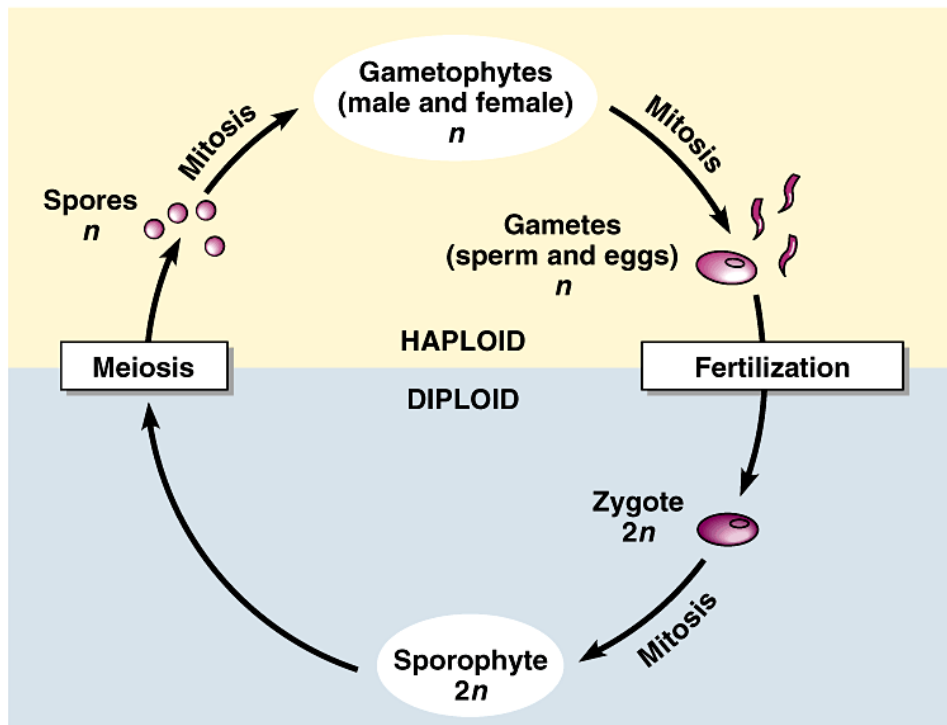 Gametophytes
(male and female)
n
Mitosis
Mitosis
Spores
n
Gametes
(sperm and eggs)
n
HAPLOID
Meiosis
Fertilization
DIPLOID
Zygote
2n
Mitosis
Sporophyte
2n